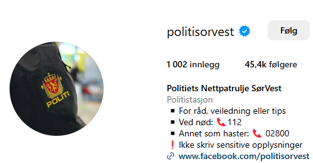 politisorvest
Følg
1 002 innlegg
45,4k følgere
POLITI
Politiets Nettpatrulje SørVest
Politistasjon
▪ For råd, veiledning eller tips
▪ Ved nød: 📞 112
▪ Annet som haster: 📞 02800
❗ Ikke skriv sensitive opplysninger
www.facebook.com/politisorvest